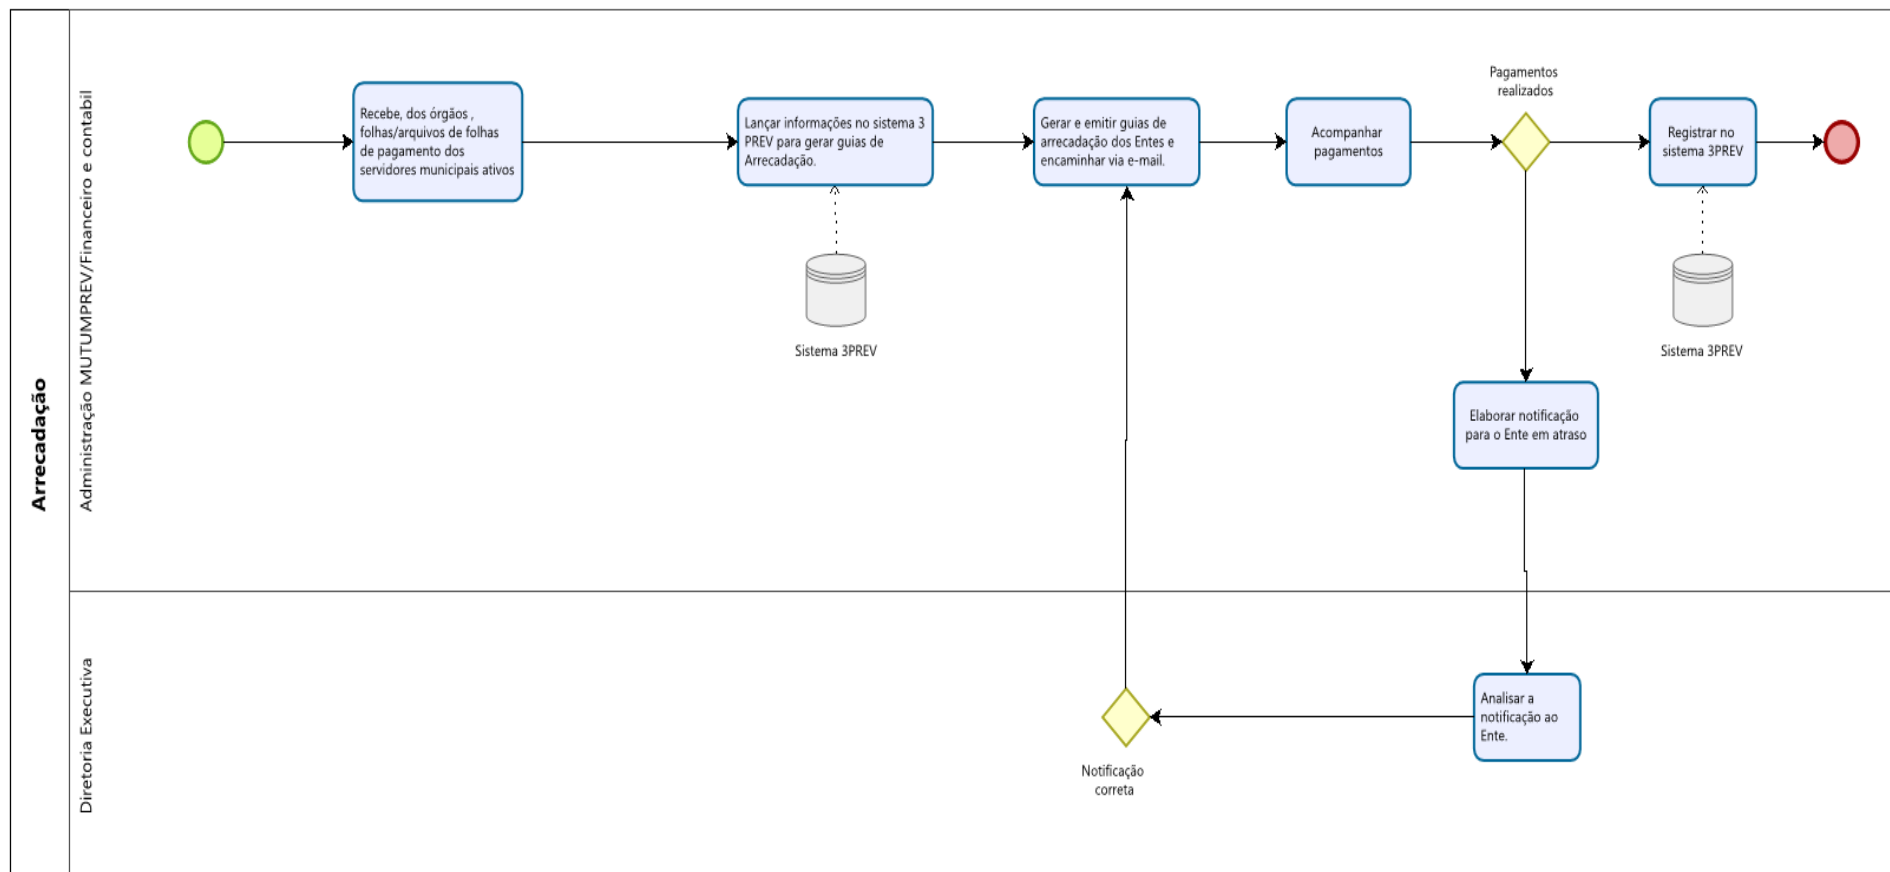 Arrecadação
Administração MUTUMPREV/Financeiro e contabil
Recebe, dos órgãos ,
folhas/arquivos de folhas
de pagamento dos
servidores municipais ativos
Lançar informações no sistema 3
PREV para gerar guias de
Arrecadação.
Sistema 3PREV
Gerar e emitir guias de
arrecadação dos Entes e
encaminhar via e-mail.
Acompanhar
pagamentos
Pagamentos
realizados
Registrar no
sistema 3PREV
Sistema 3PREV
Elaborar notificação
para o Ente em atraso
Diretoria Executiva
Analisar a
notificação ao
Ente.
Notificação
correta